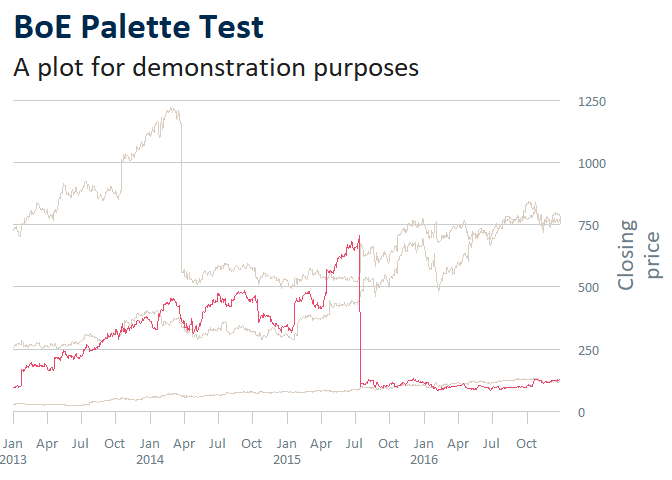 BoE Palette Test
A plot for demonstration purposes
1250
1000
750
500
250
0
Closing
price
Jan Apr Jul Oct Jan Apr Jul Oct Jan Apr Jul Oct Jan Apr Jul Oct
2013 2014 2015 2016